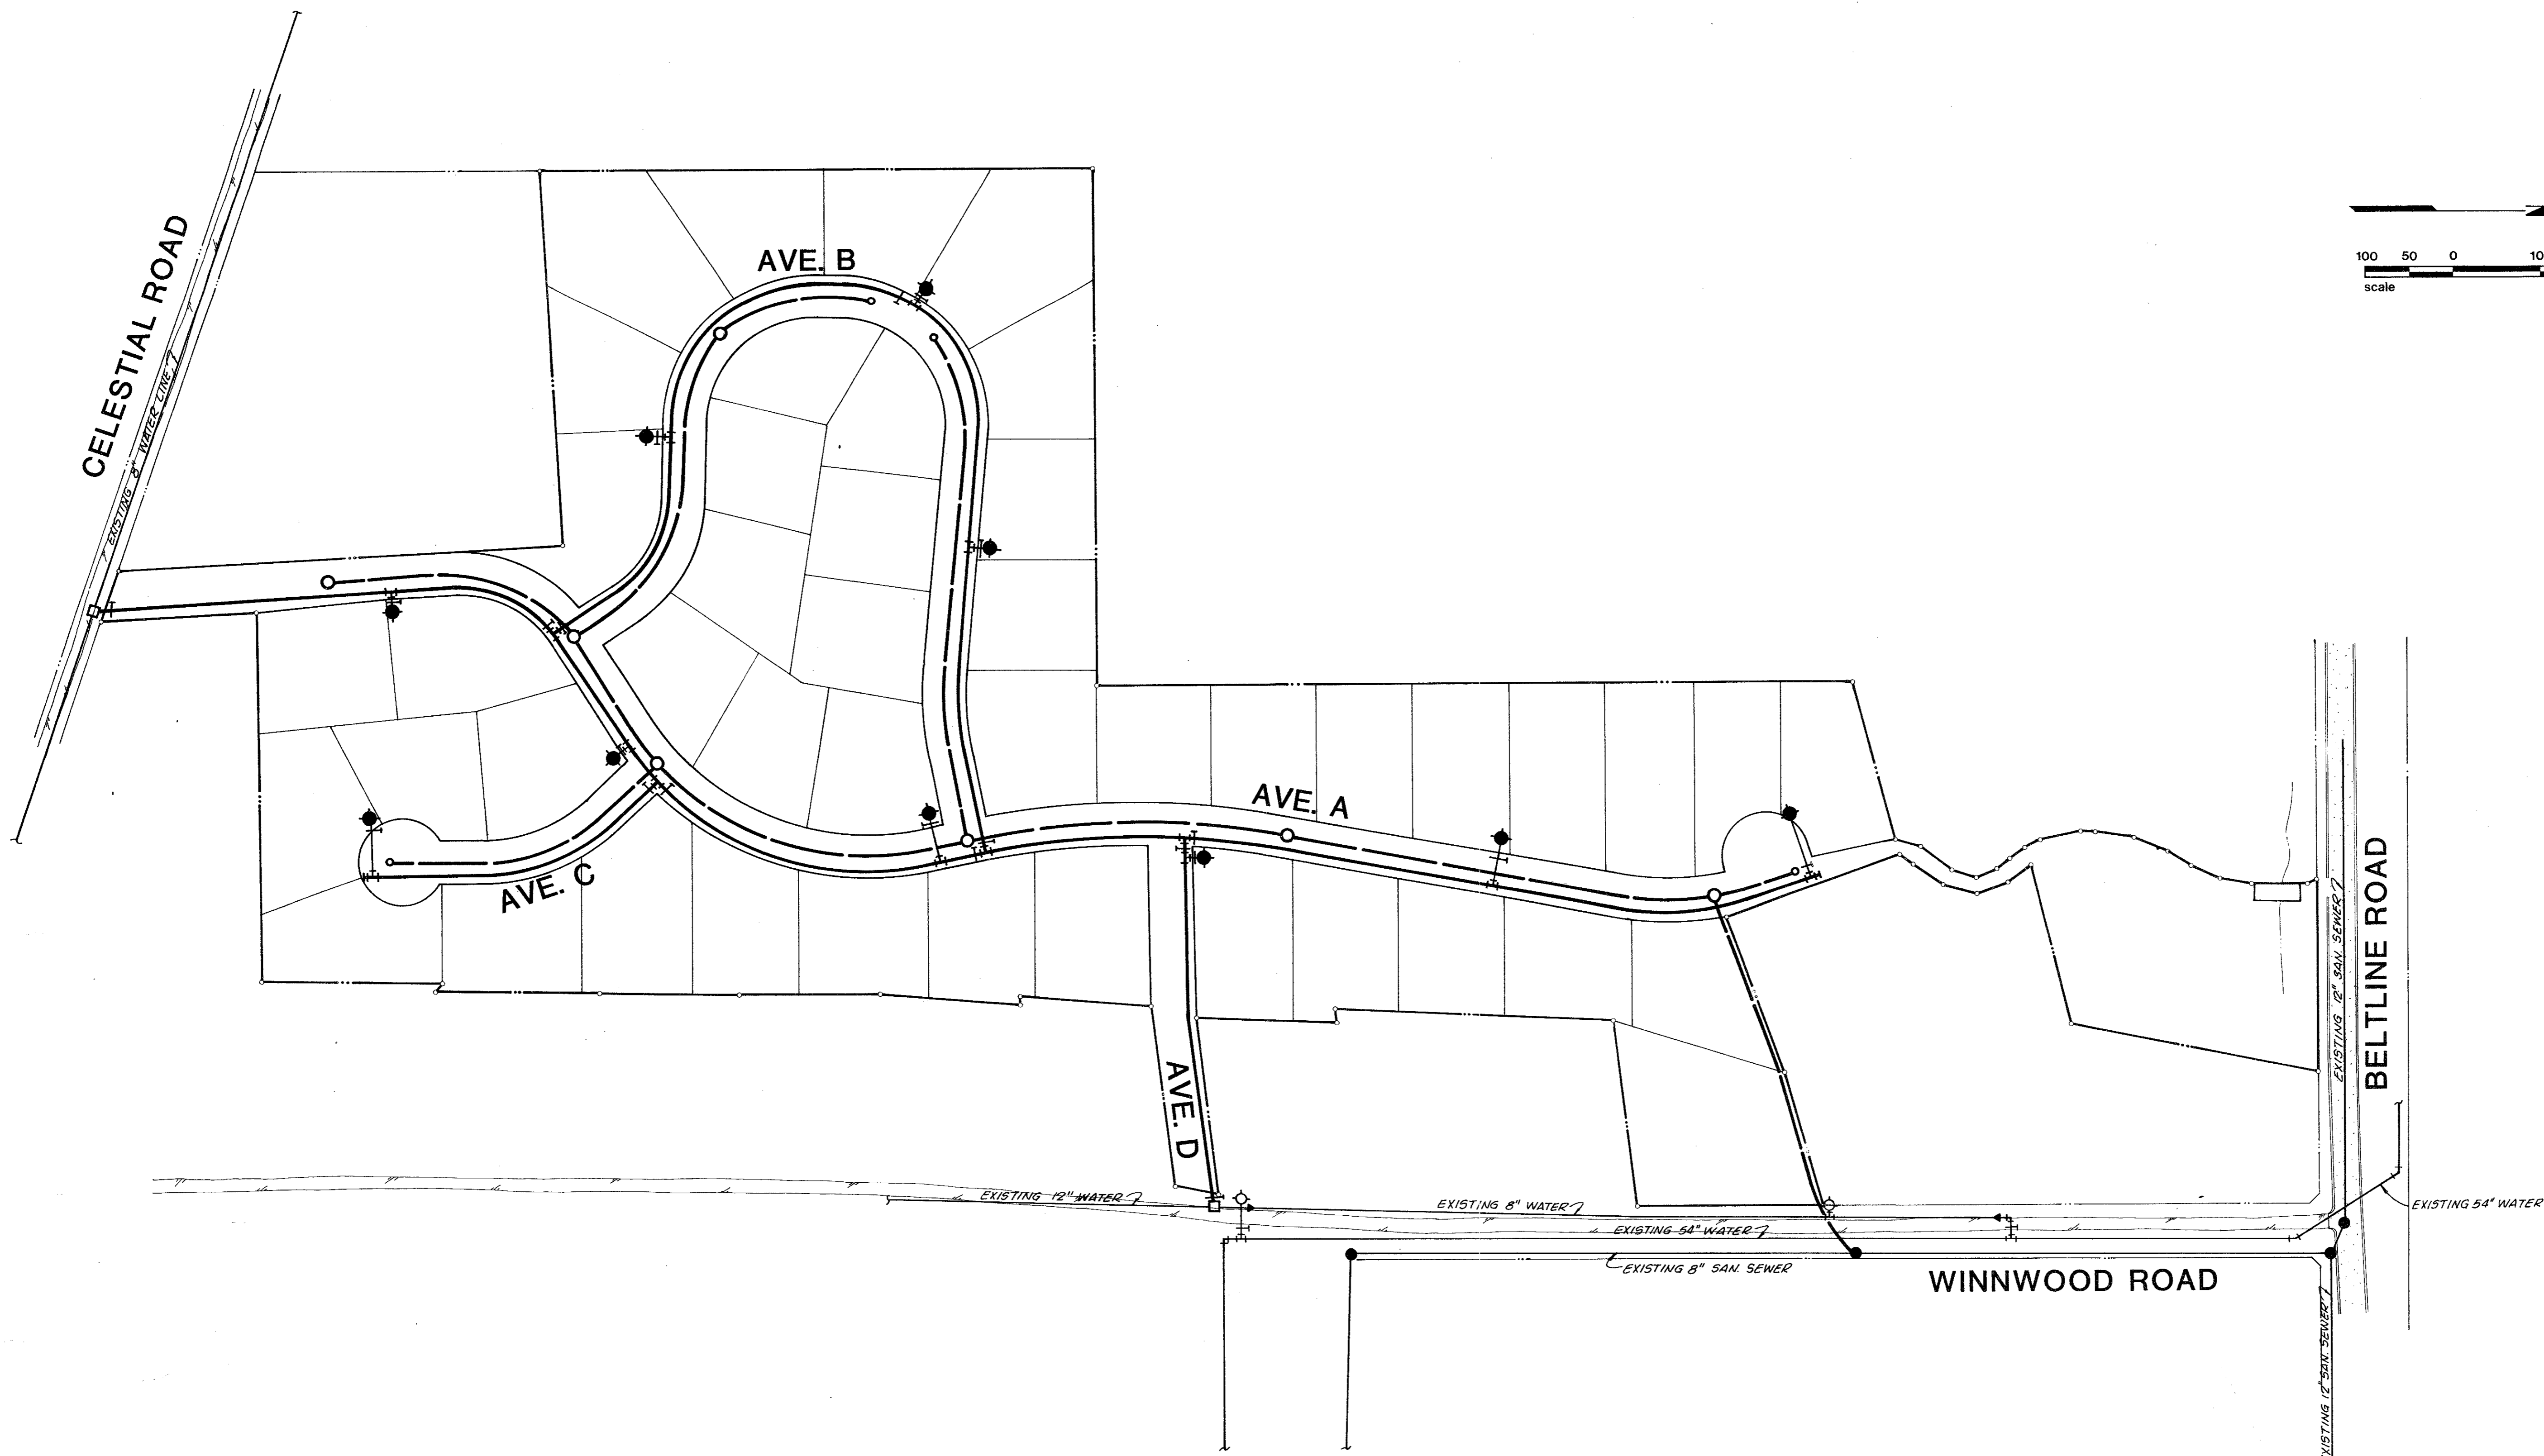 CELESTIAL ROAD
EXISTING 8" WATER LINE
AVE. B
100 50 0 10
scale
AVE. A
AVE. C
AVE. D
BELTLINE ROAD
EXISTING 12" SAN. SEWER
EXISTING 12" WATER
EXISTING 8" WATER
EXISTING 54" WATER
EXISTING 54" WATER
EXISTING 8" SAN. SEWER
WINNWOOD ROAD
EXISTING 12" SAN. SEWER